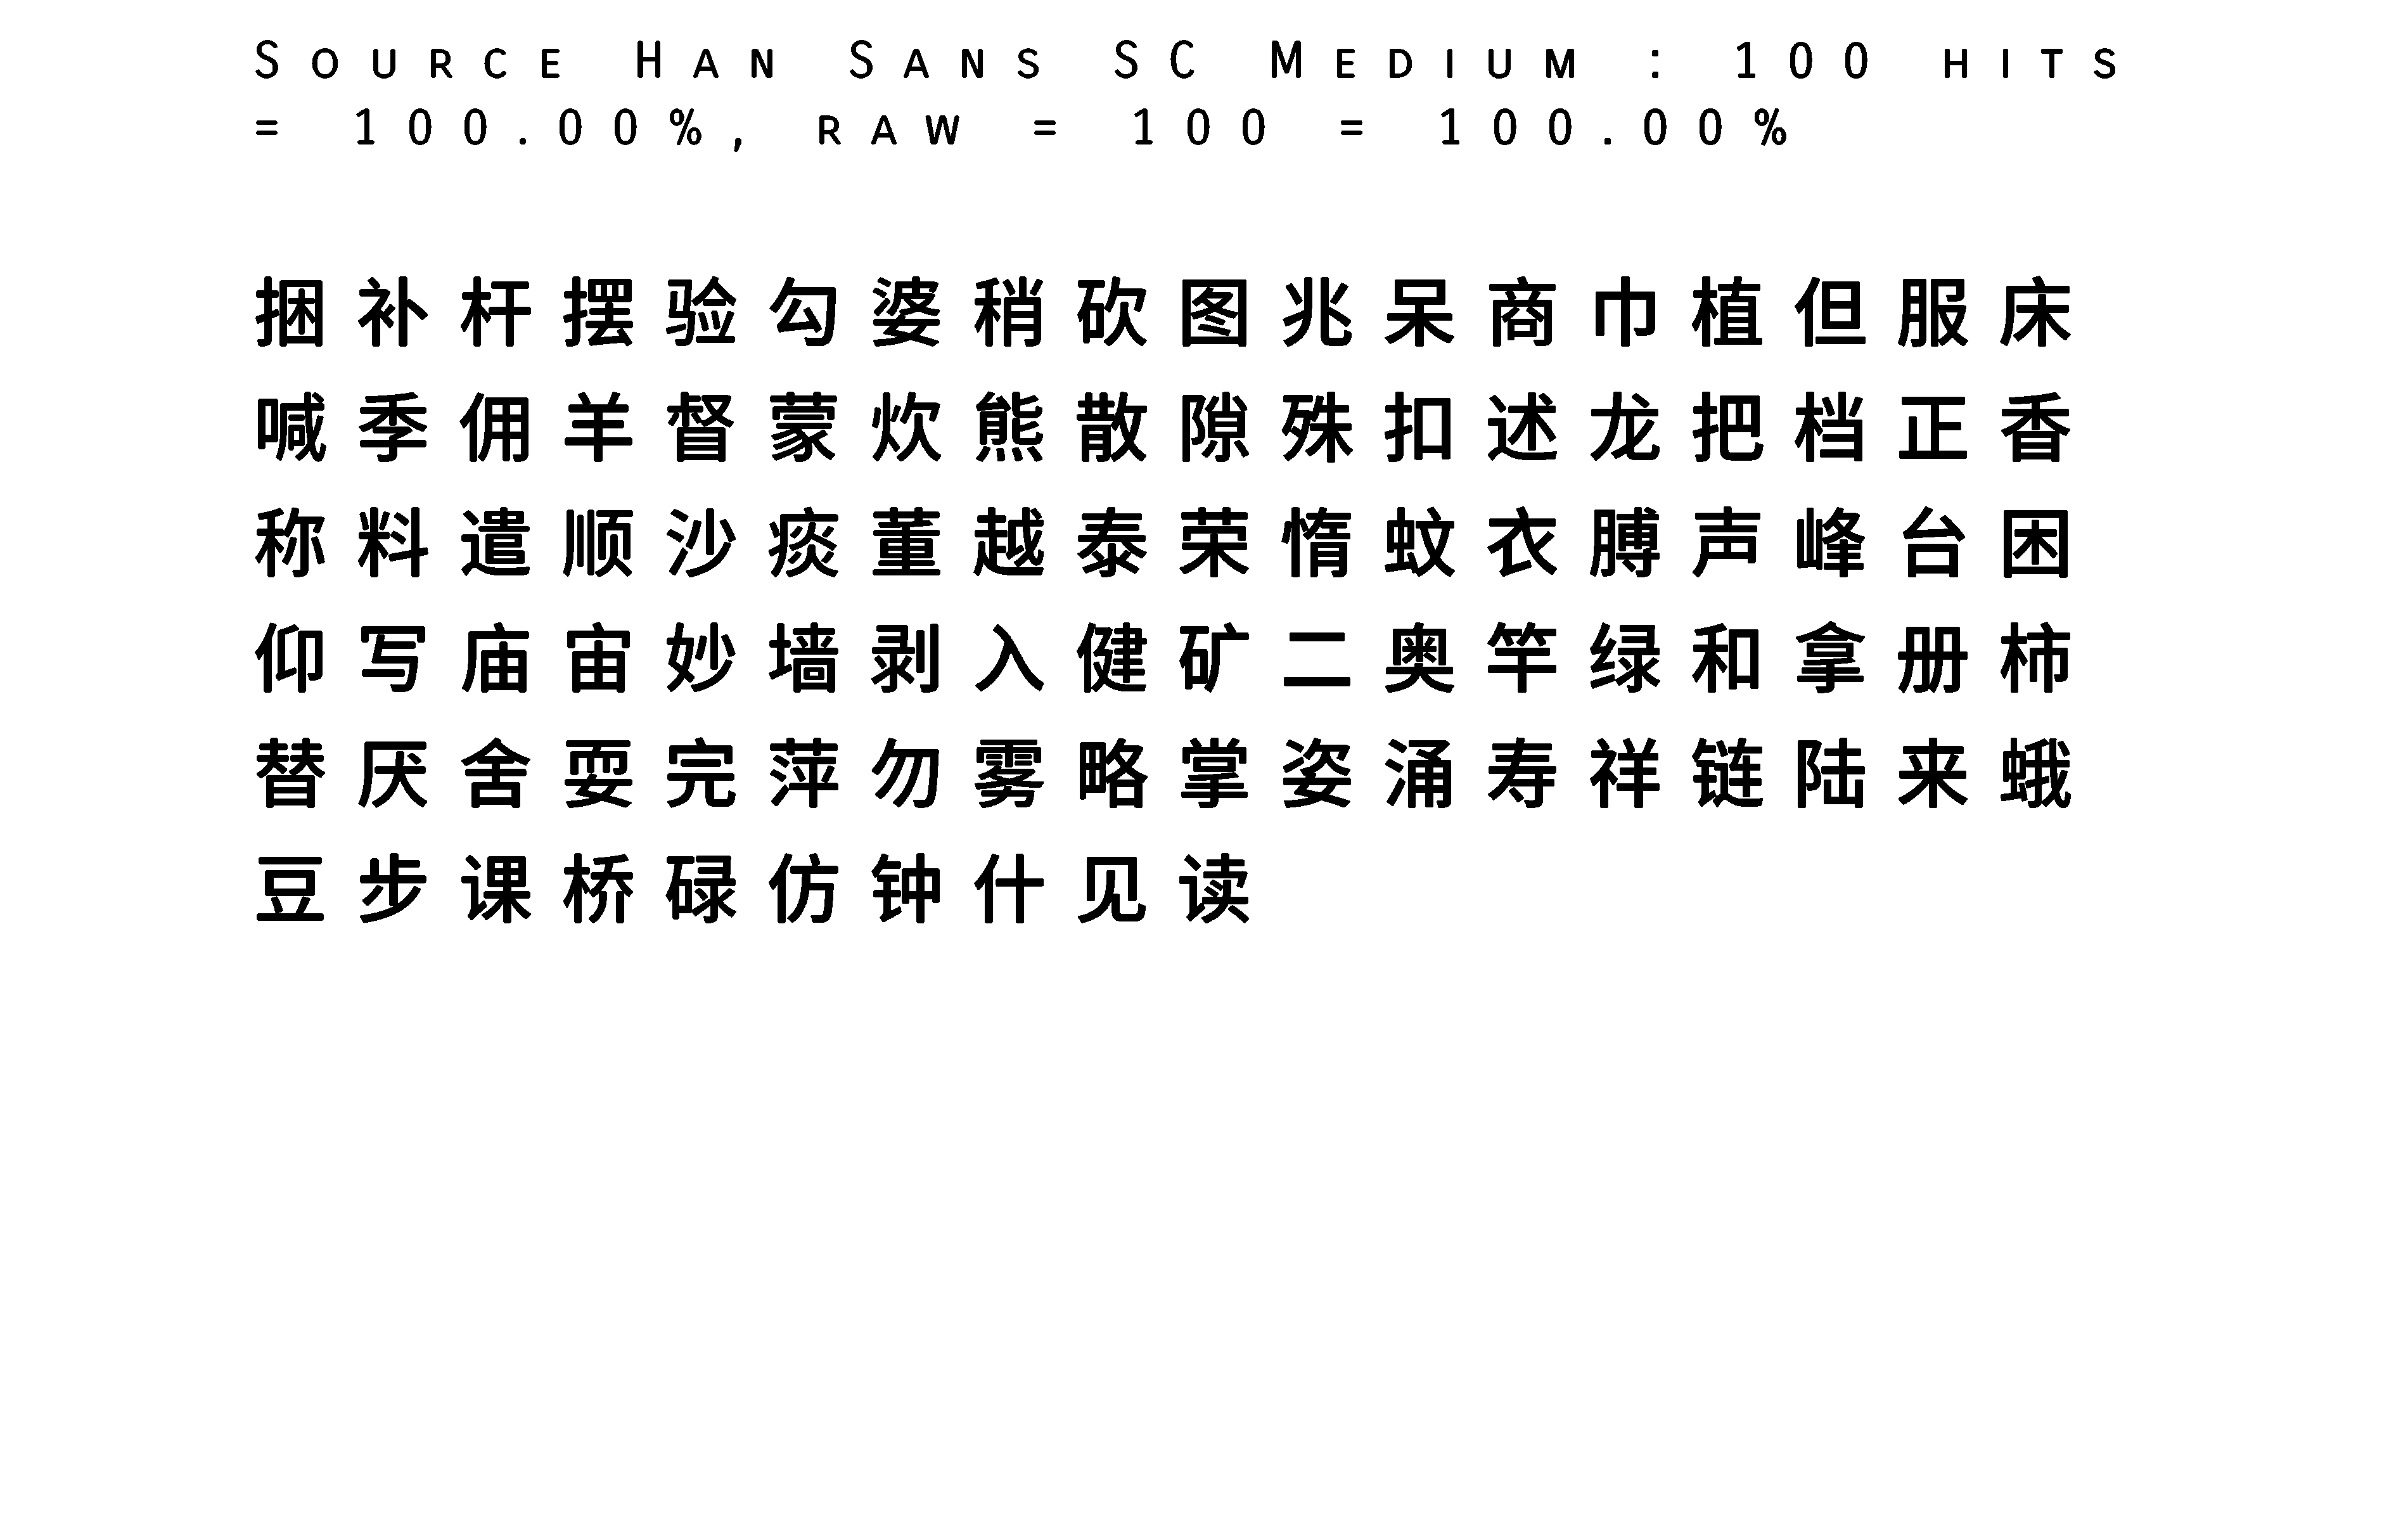 Source Han Sans SC Medium : 100 hits
= 100.00%, raw = 100 = 100.00%
捆补杆摆验勾婆稍砍图兆呆商巾植但服床
喊季佣羊督蒙炊熊散隙殊扣述龙把档正香
称料遣顺沙痰董越泰荣惰蚊衣膊声峰台困
仰写庙宙妙墙剥入健矿二奥竿绿和拿册柿
替厌舍耍完萍勿雾略掌姿涌寿祥链陆来蛾
豆步课桥碌仿钟什见读